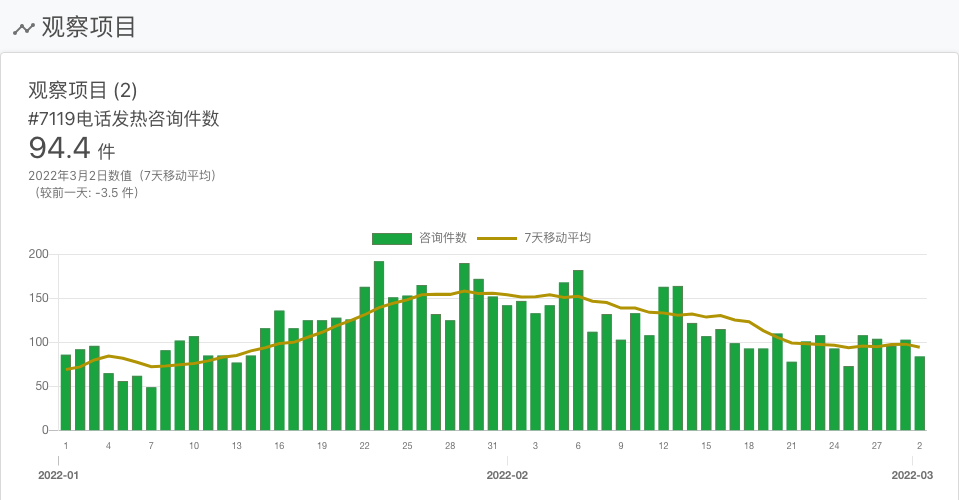 观察项目
观察项目 (2)
#7119电话发热咨询件数
94.4 件
2022年3月2日数值（7天移动平均）
（较前一天: -3.5 件）
咨询件数 7天移动平均
200
150
100
50
0
1 4 7 10 13 16 19 22 25 28 31 3 6 9 12 15 18 21 24 27 2
2022-01 2022-02 2022-03